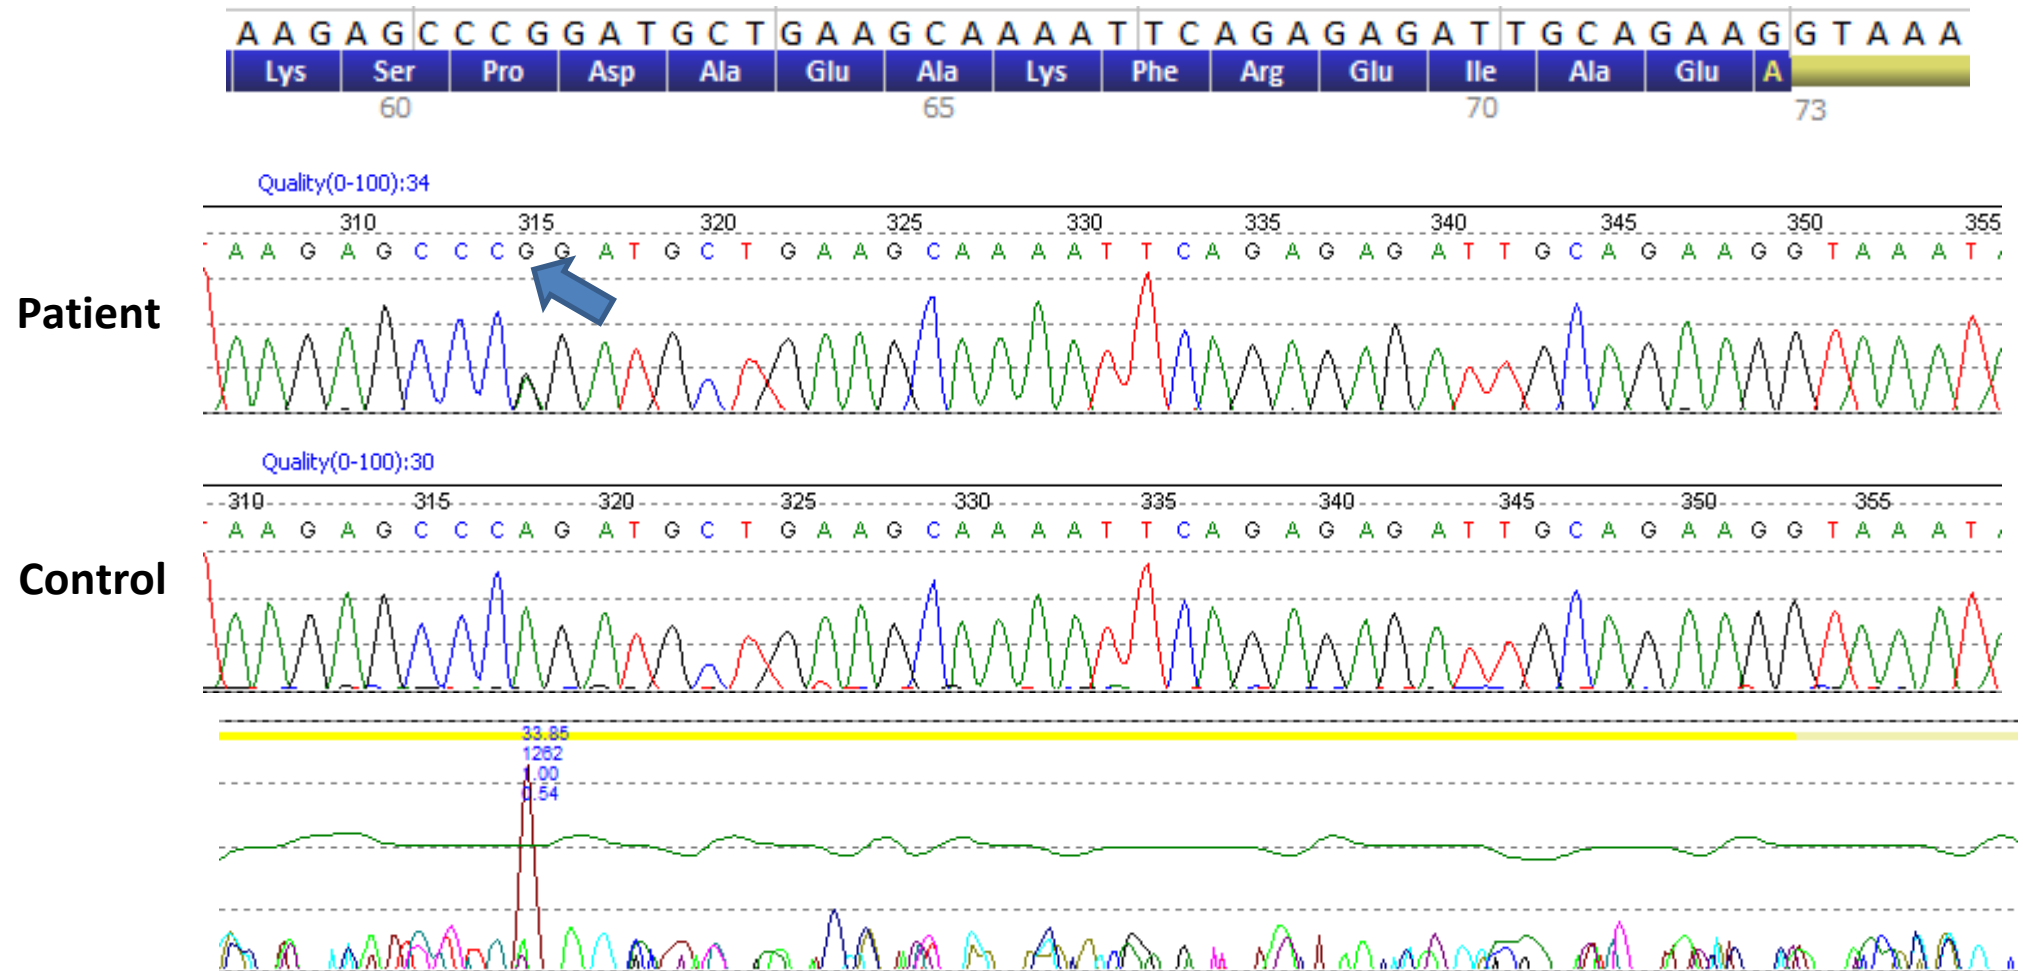 A A G A G C C C G G A T G C T G A A G C A A A A T T C A G A G A G A T T G C A G A A G G T A A A
Lys Ser Pro Asp Ala Glu Ala Lys Phe Arg Glu Ile Ala Glu A
60 65 70 73
Quality(0-100):34
310 315 320 325 330 335 340 345 350 355
T A A G A G C C C G G A T G C T G A A G C A A A A T T C A G A G A G A T T G C A G A A G G T A A A T A
Patient
Quality(0-100):30
310 315 320 325 330 335 340 345 350 355
T A A G A G C C C A G A T G C T G A A G C A A A A T T C A G A G A G A T T G C A G A A G G T A A A T A
Control
33.85
1262
1.00
0.54